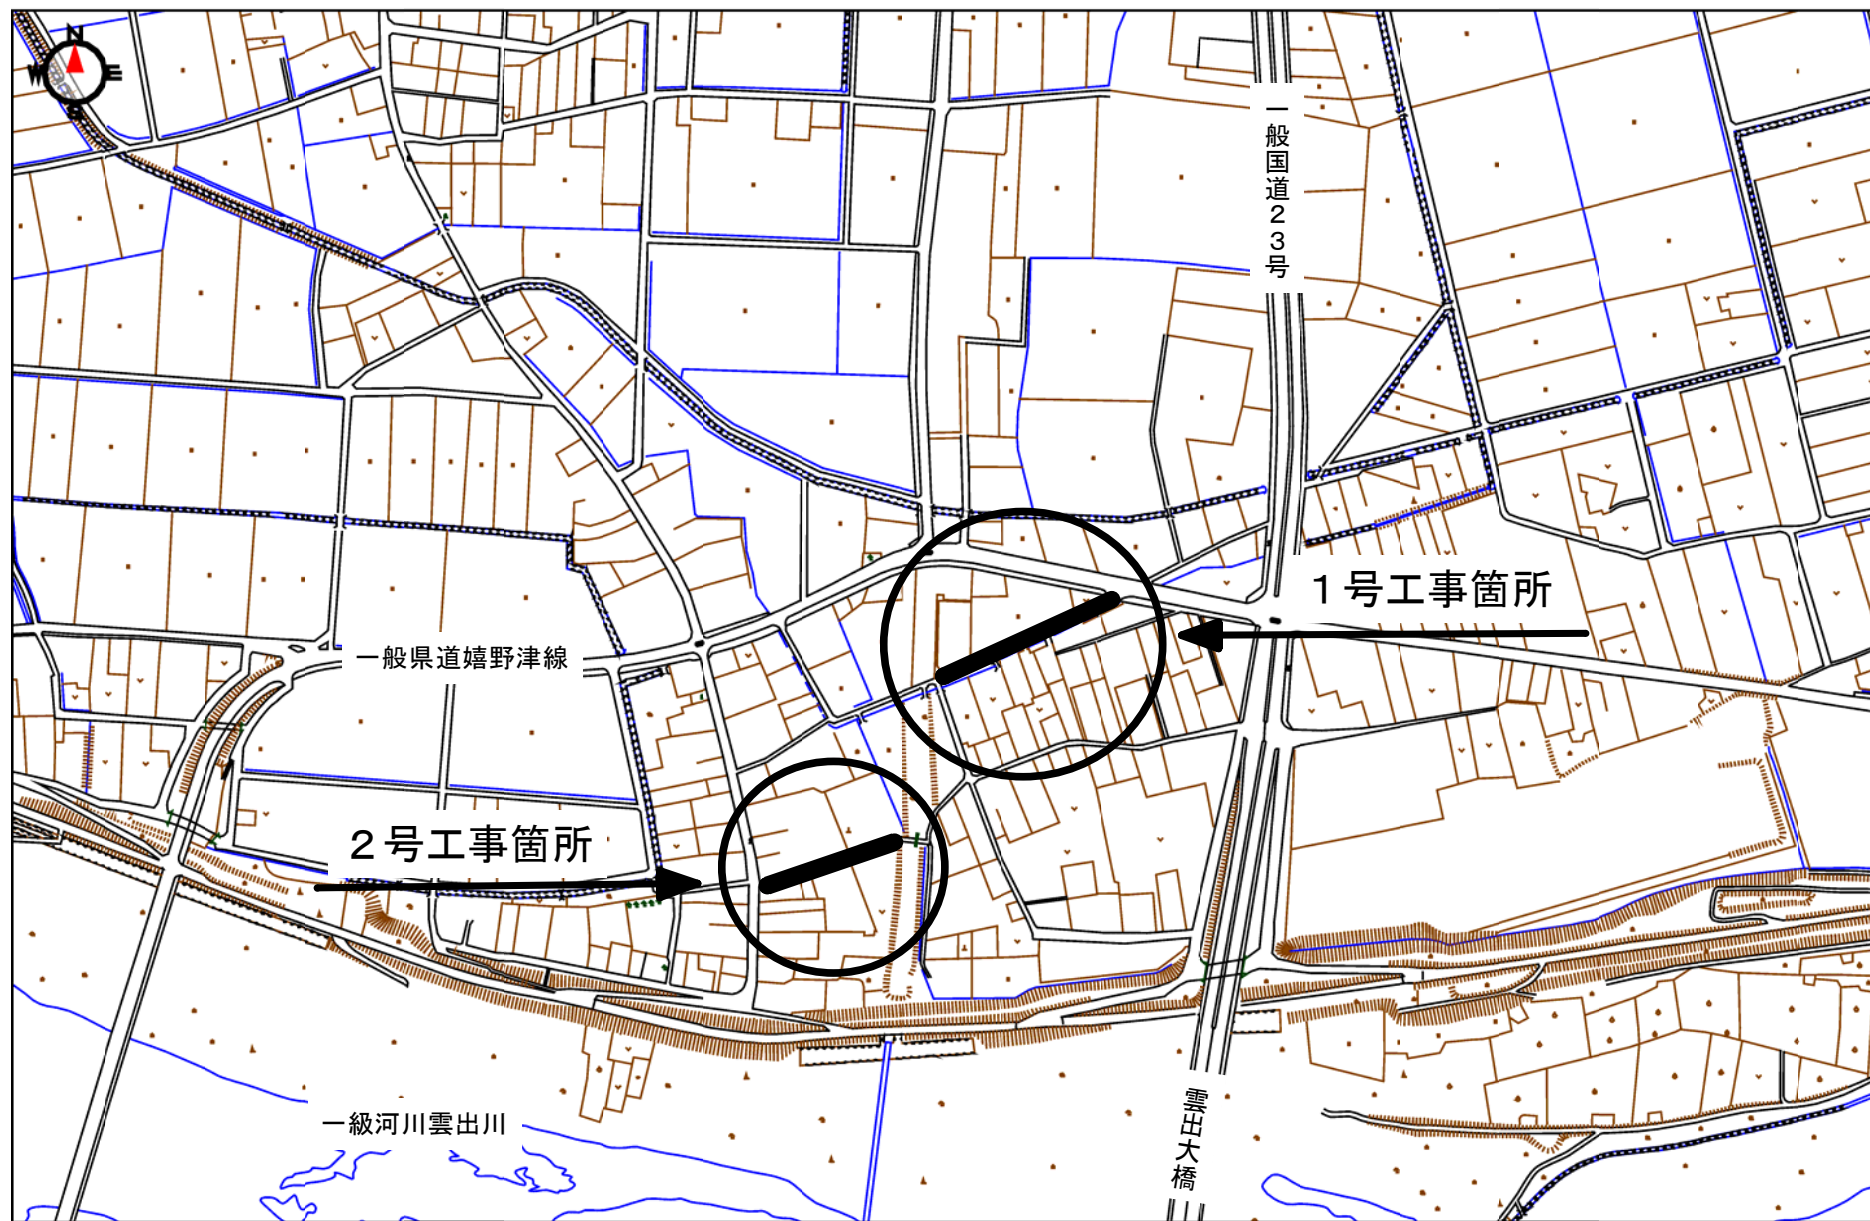 N
W
E
S
一般国道２３号
１号工事箇所
一般県道嬉野津線
２号工事箇所
一級河川雲出川
雲出大橋